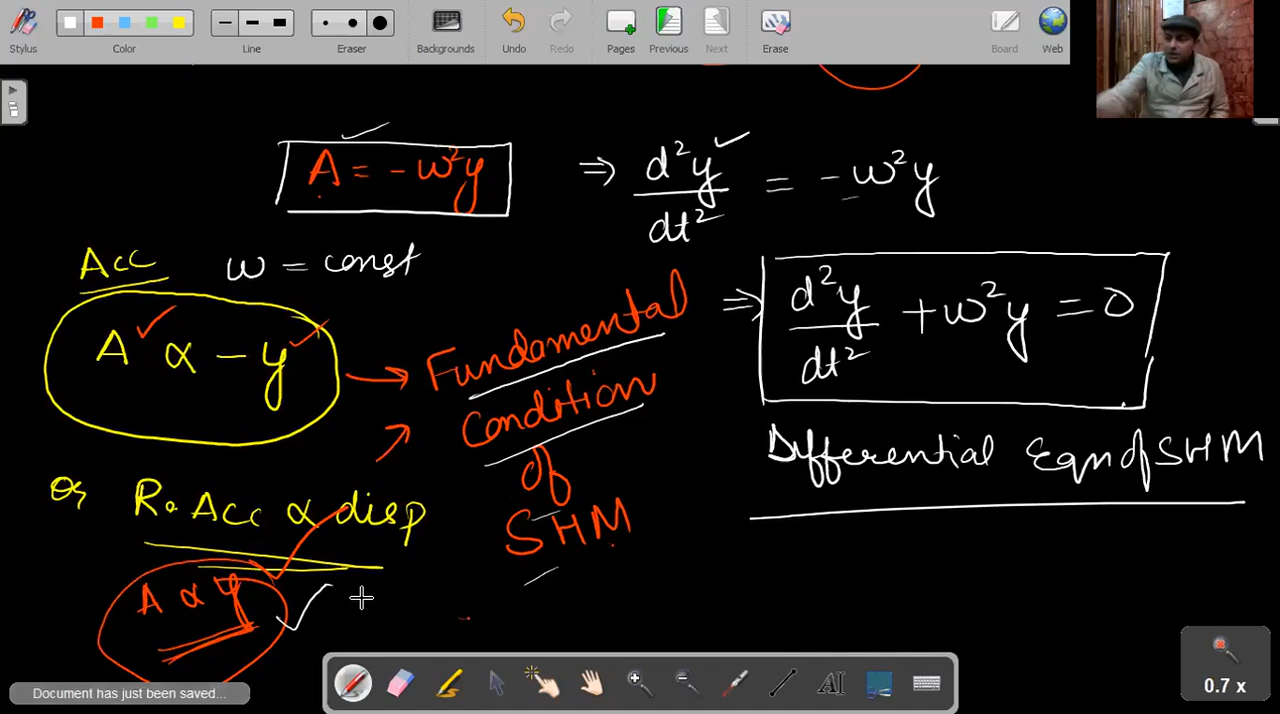 Stylus
Color
Line
Eraser
Backgrounds
Undo
Redo
Pages
Previous
Next
Erase
Board
Web
A = -ω²y
⇒ d²y/dt² = -ω²y
Acc
ω = const
A α - y
→ Fundamental
Condition
of
SHM
⇒ d²y/dt² + ω²y = 0
Differential Eqn of SHM
Or R. Acc α disp
A α y
Document has just been saved...
0.7 x